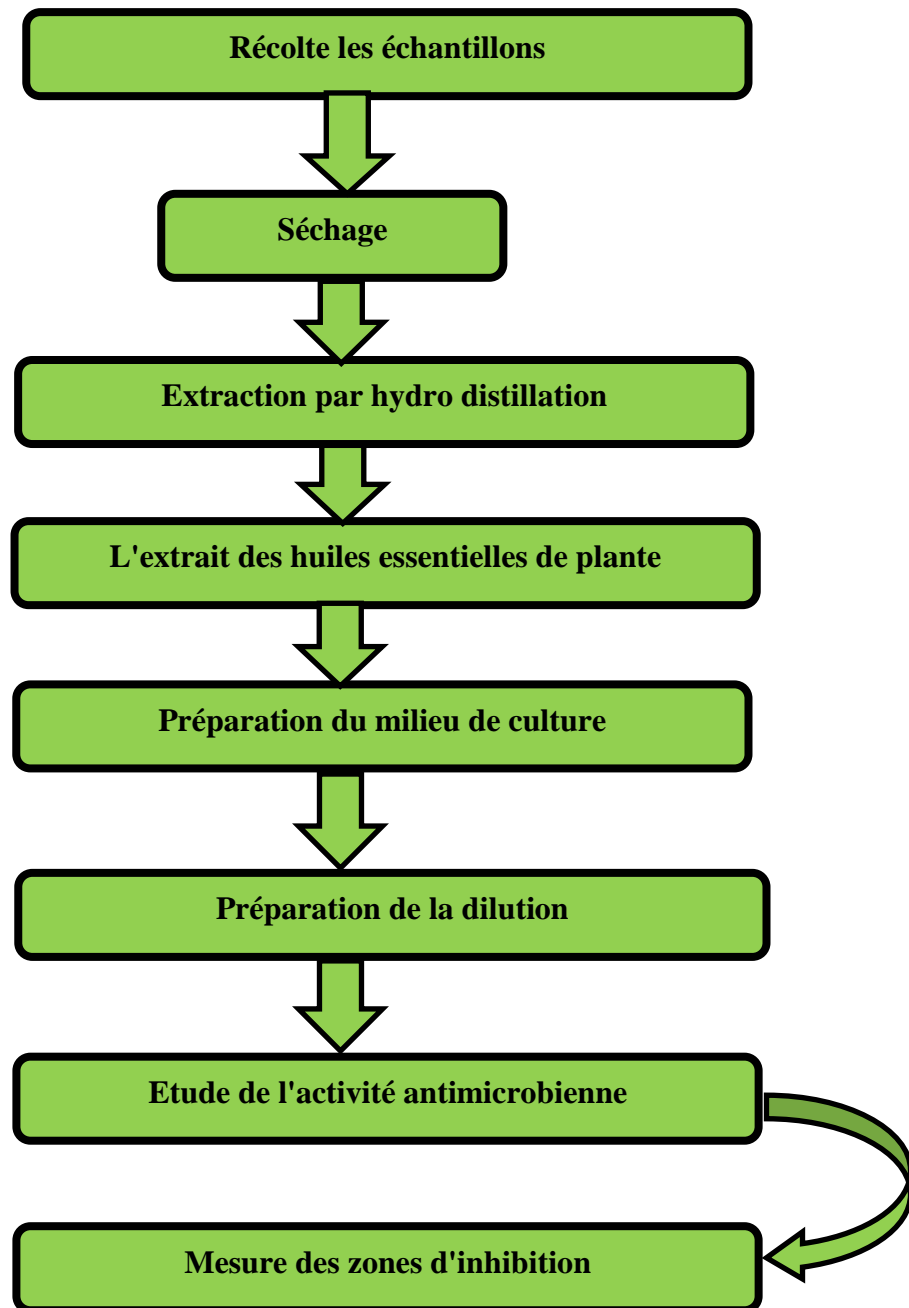 Récolte les échantillons
Séchage
Extraction par hydro distillation
L'extrait des huiles essentielles de plante
Préparation du milieu de culture
Préparation de la dilution
Etude de l'activité antimicrobienne
Mesure des zones d'inhibition